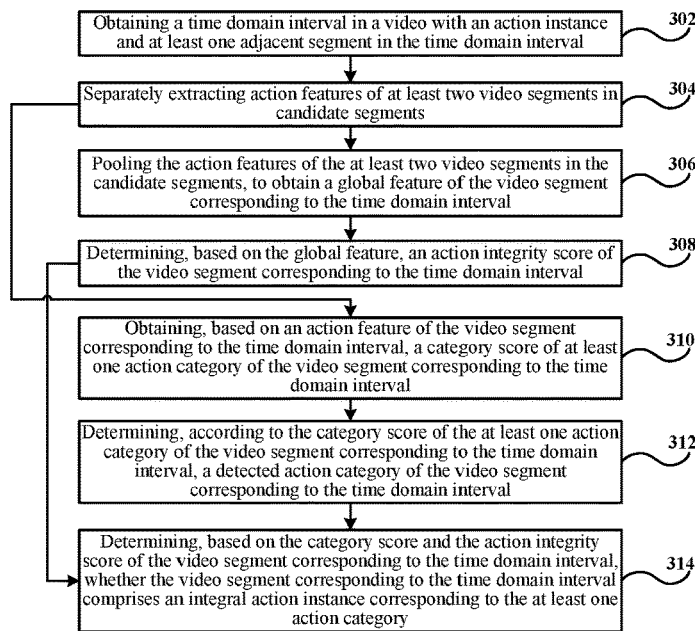 Obtaining a time domain interval in a video with an action instance
and at least one adjacent segment in the time domain interval
302
Separately extracting action features of at least two video segments in
candidate segments
304
Pooling the action features of the at least two video segments in the
candidate segments, to obtain a global feature of the video segment
corresponding to the time domain interval
306
Determining, based on the global feature, an action integrity score of
the video segment corresponding to the time domain interval
308
Obtaining, based on an action feature of the video segment
corresponding to the time domain interval, a category score of at least
one action category of the video segment corresponding to the time
domain interval
310
Determining, according to the category score of the at least one action
category of the video segment corresponding to the time domain
interval, a detected action category of the video segment
corresponding to the time domain interval
312
Determining, based on the category score and the action integrity
score of the video segment corresponding to the time domain interval,
whether the video segment corresponding to the time domain interval
comprises an integral action instance corresponding to the at least one
action category
314